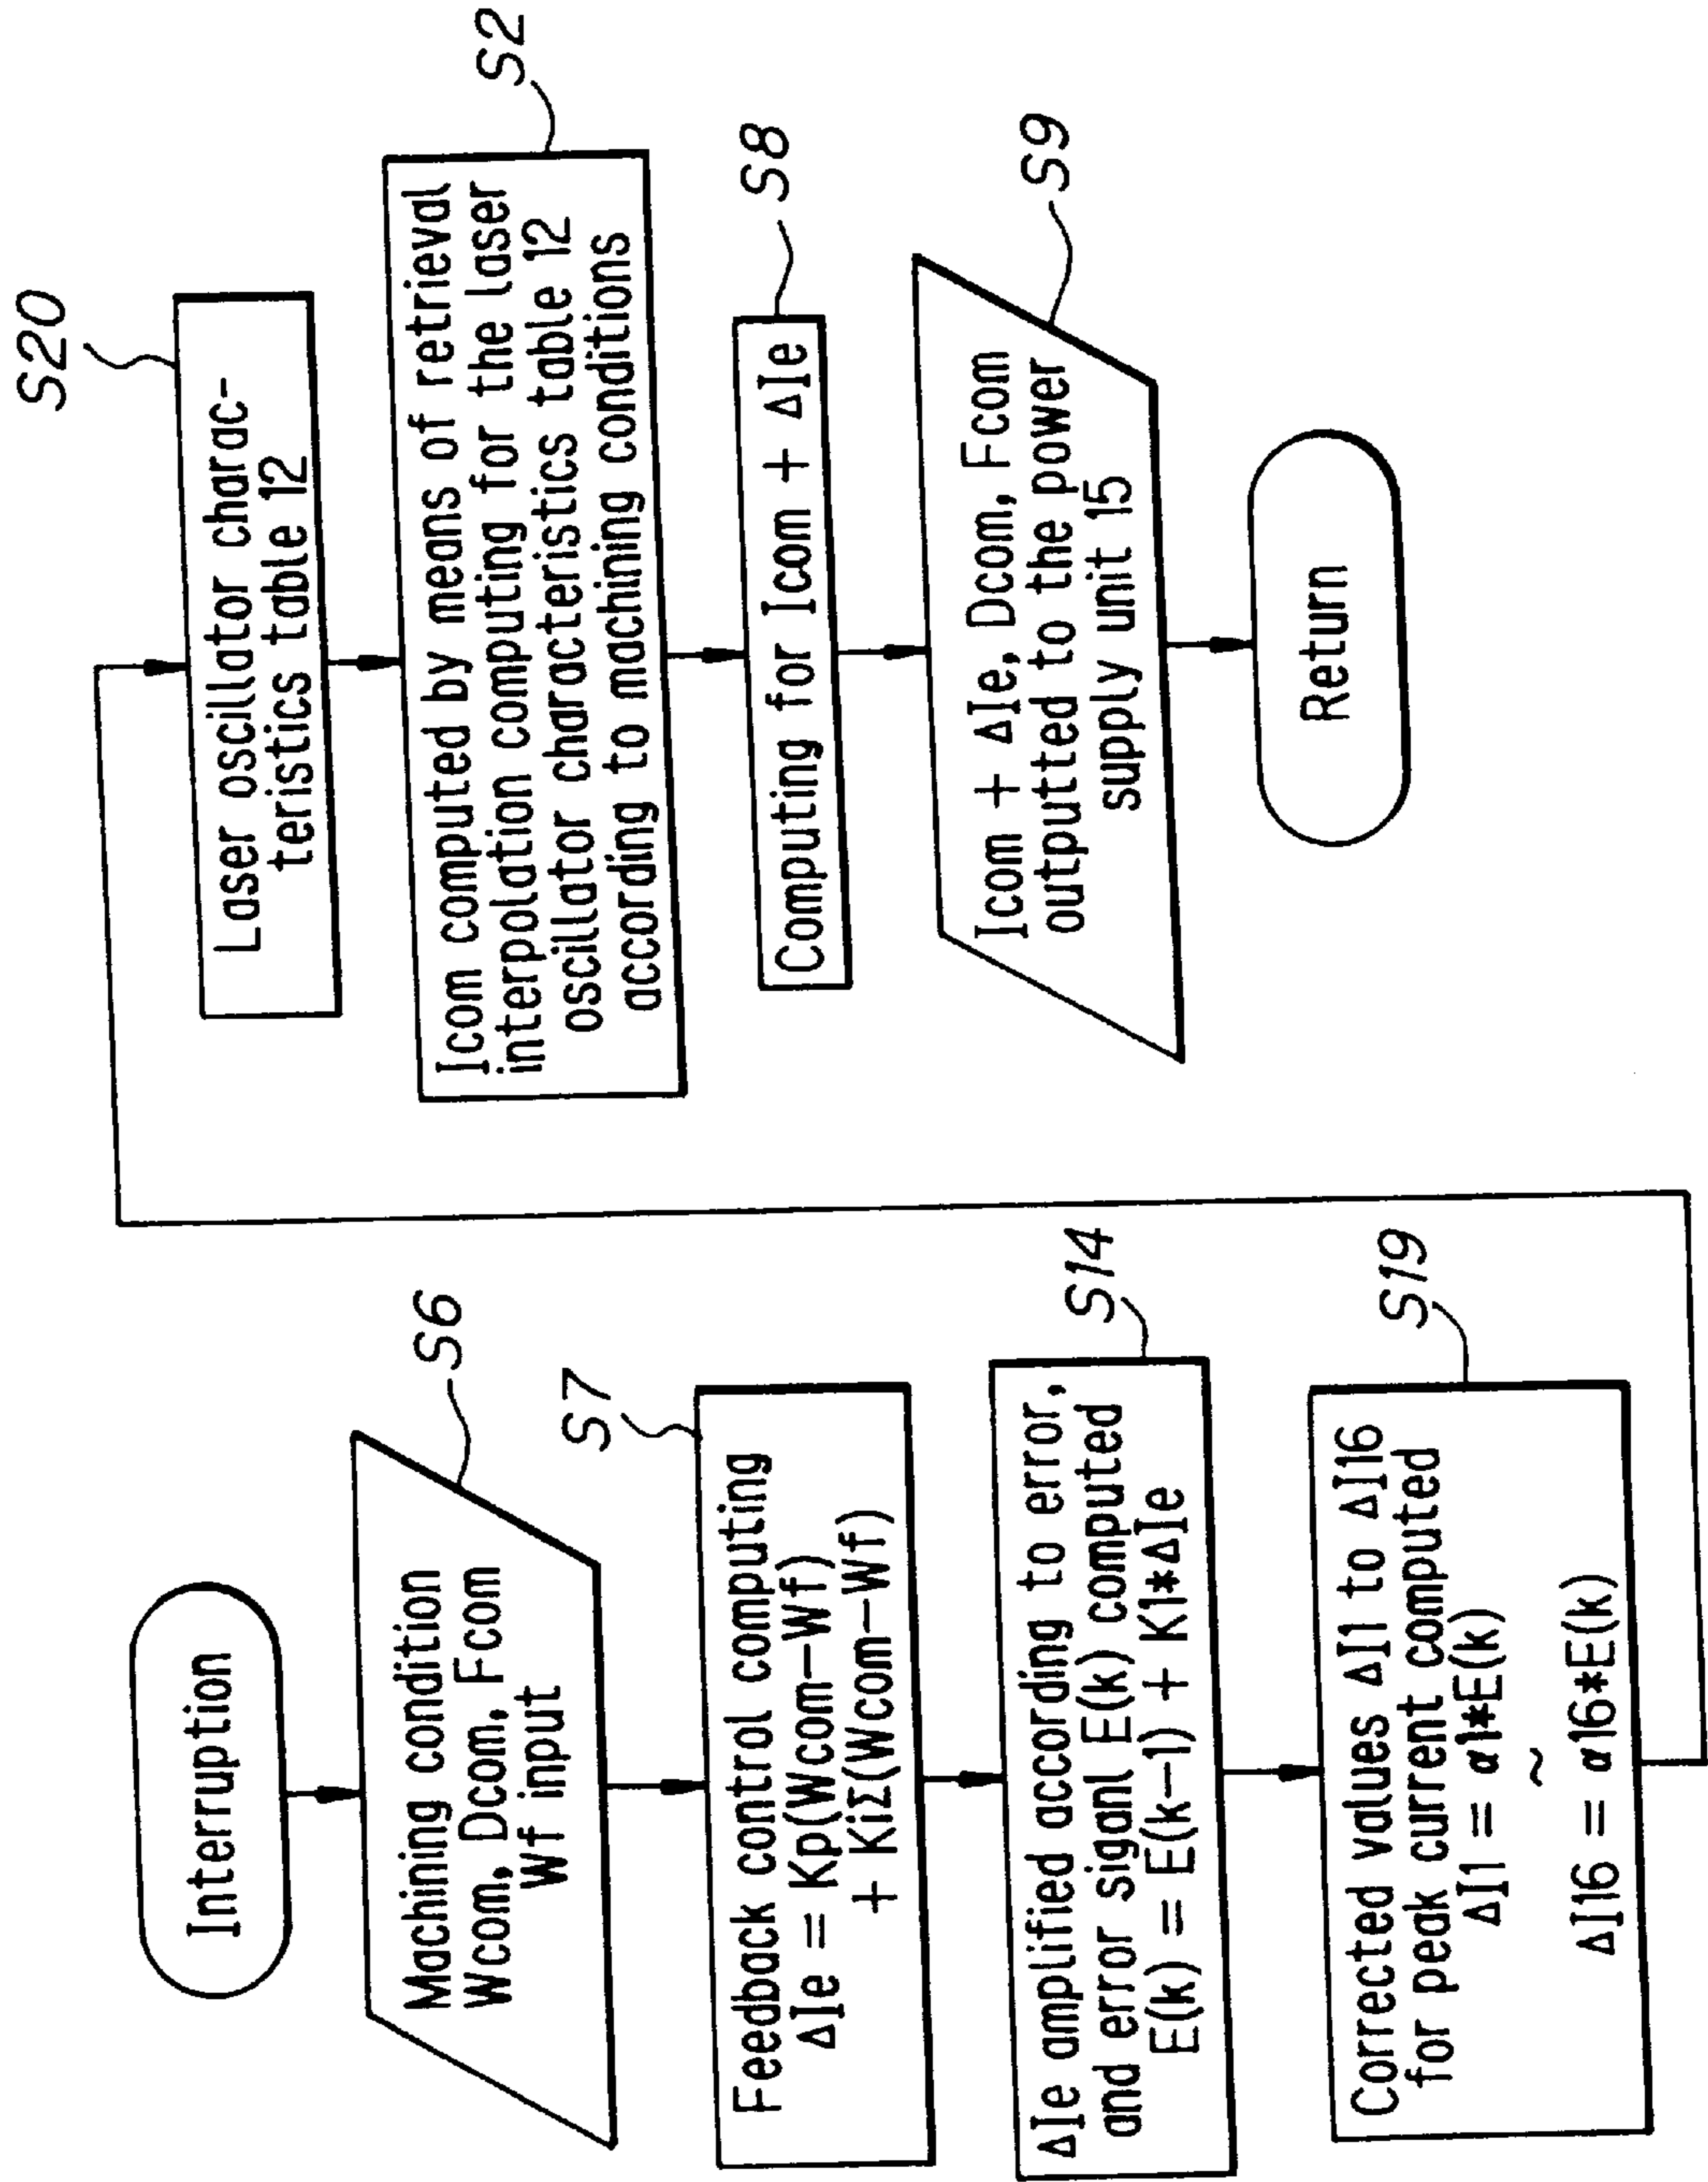 Interruption
S6
Machining condition
Wcom, Dcom, Fcom
Wf input
S7
Feedback control computing
ΔIe = Kp(Wcom-Wf)
+ KiΣ(Wcom-Wf)
S14
ΔIe amplified according to error,
and error siganl E(k) computed
E(k) = E(k-1) + K1*ΔIe
S19
Corrected values ΔI1 to ΔI16
for peak current computed
ΔI1 = α1*E(k)
~
ΔI16 = α16*E(k)
S20
Laser oscillator charac-
teristics table 12
S2
Icom computed by means of retrieval
interpolation computing for the laser
oscillator characteristics table 12
according to machining conditions
S8
Computing for Icom + ΔIe
S9
Icom + ΔIe, Dcom, Fcom
outputted to the power
supply unit 15
Return